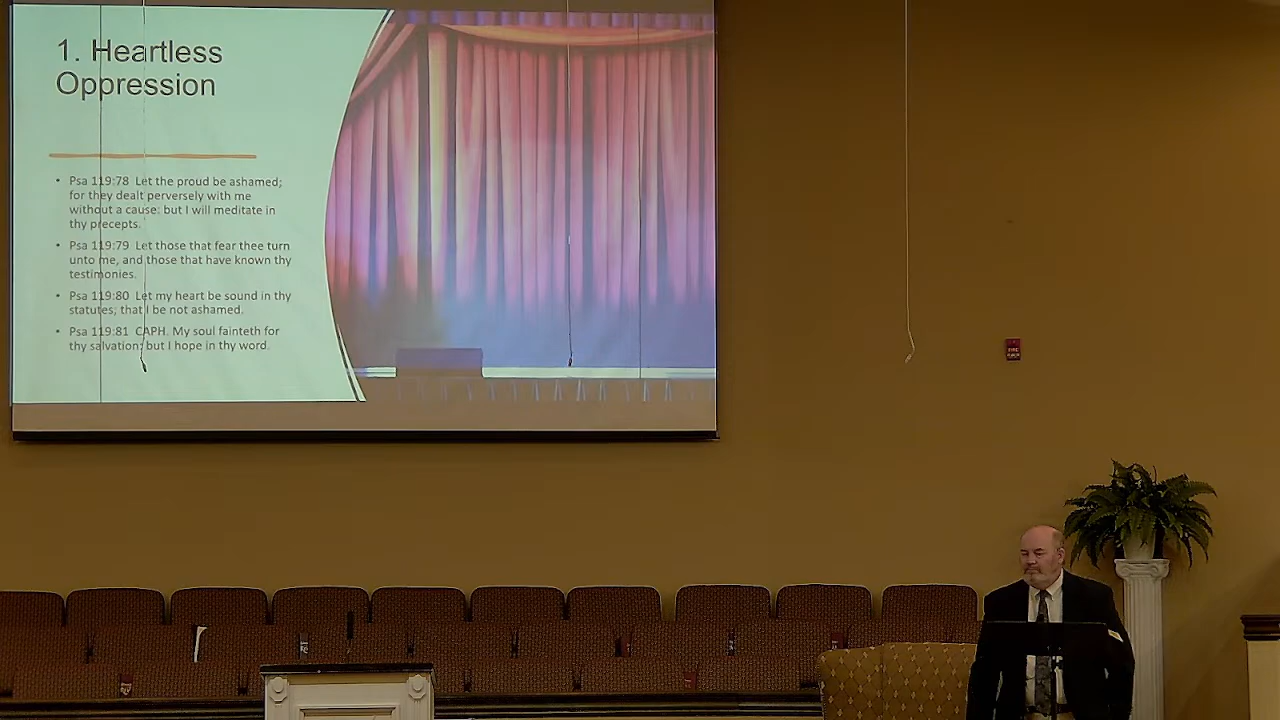 1. Heartless
Oppression
• Psa 119:78 Let the proud be ashamed;
for they dealt perversely with me
without a cause: but I will meditate in
thy precepts.
• Psa 119:79 Let those that fear thee turn
unto me, and those that have known thy
testimonies.
• Psa 119:80 Let my heart be sound in thy
statutes; that I be not ashamed.
• Psa 119:81 CAPH. My soul fainteth for
thy salvation: but I hope in thy word.
FIRE